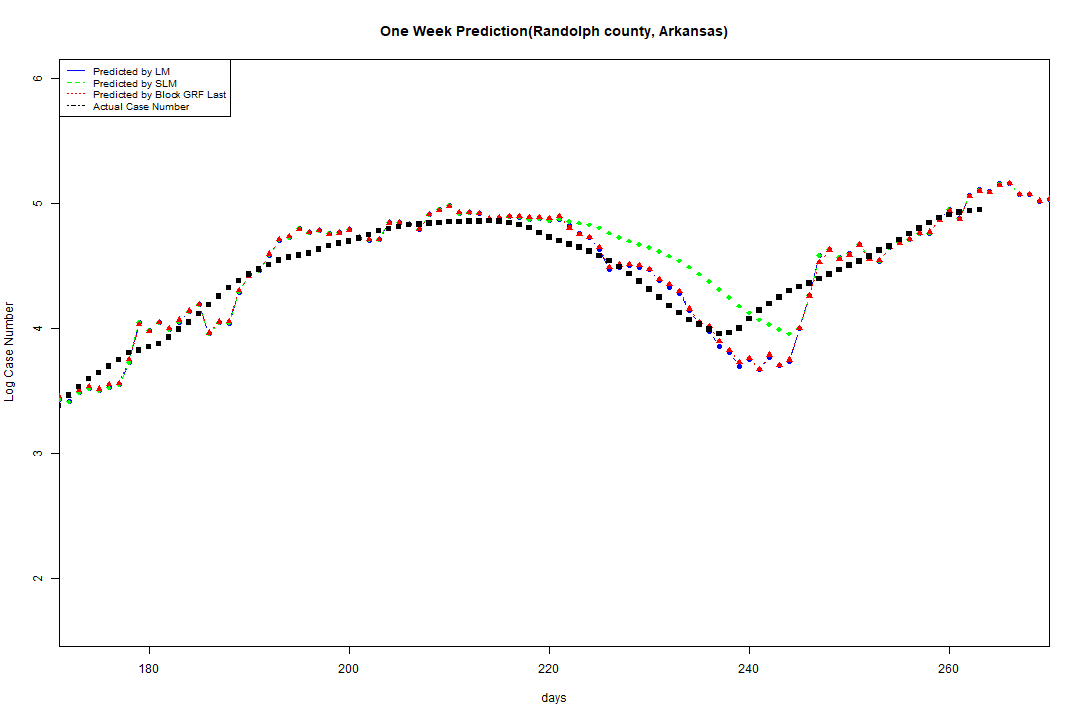 One Week Prediction(Randolph county, Arkansas)
Predicted by LM
Predicted by SLM
Predicted by Block GRF Last
Actual Case Number
6
5
4
3
2
Log Case Number
180 200 220 240 260
days